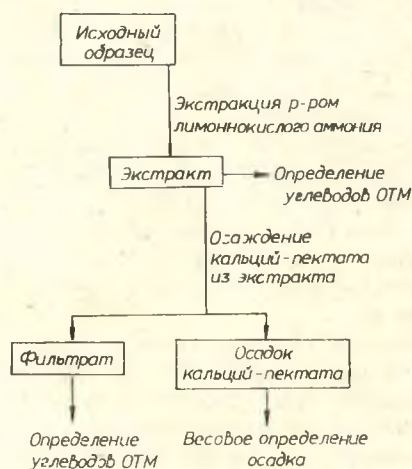 Исходный
образец
Экстракция р-ром
лимоннокислого аммония
Экстракт
Определение
углеводов ОТМ
Осаждение
кальций-пектата
из экстракта
Фильтрат
Осадок
кальций-пектата
Определение
углеводов ОТМ
Весовое определение
осадка